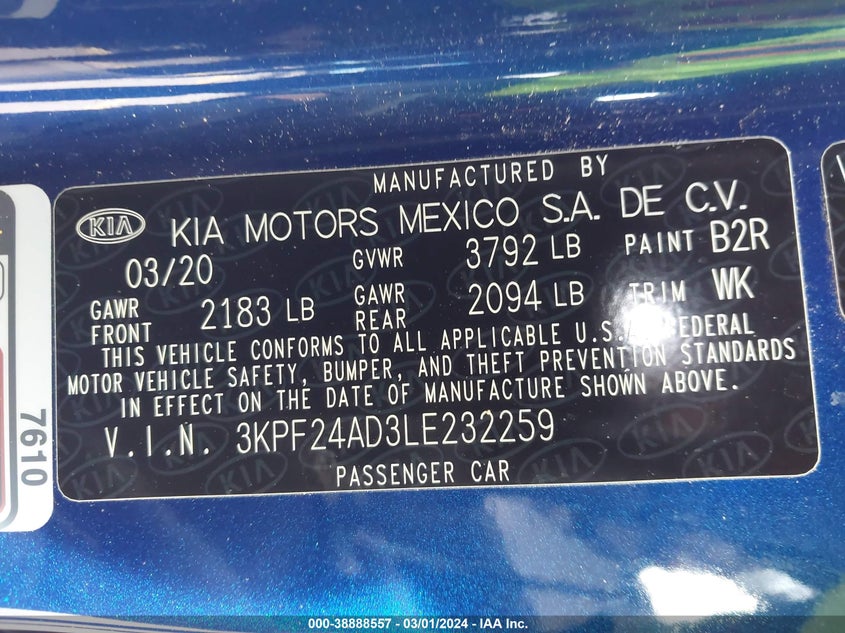 MANUFACTURED BY
KIA KIA MOTORS MEXICO S.A. DE C.V.
03/20 GVWR 3792 LB PAINT B2R
GAWR FRONT 2183 LB GAWR REAR 2094 LB TRIM WK
THIS VEHICLE CONFORMS TO ALL APPLICABLE U.S.A. FEDERAL
MOTOR VEHICLE SAFETY, BUMPER, AND THEFT PREVENTION STANDARDS
IN EFFECT ON THE DATE OF MANUFACTURE SHOWN ABOVE.
V.I.N. 3KPF24AD3LE232259
PASSENGER CAR
7610
000-38888557 - 03/01/2024 - IAA Inc.